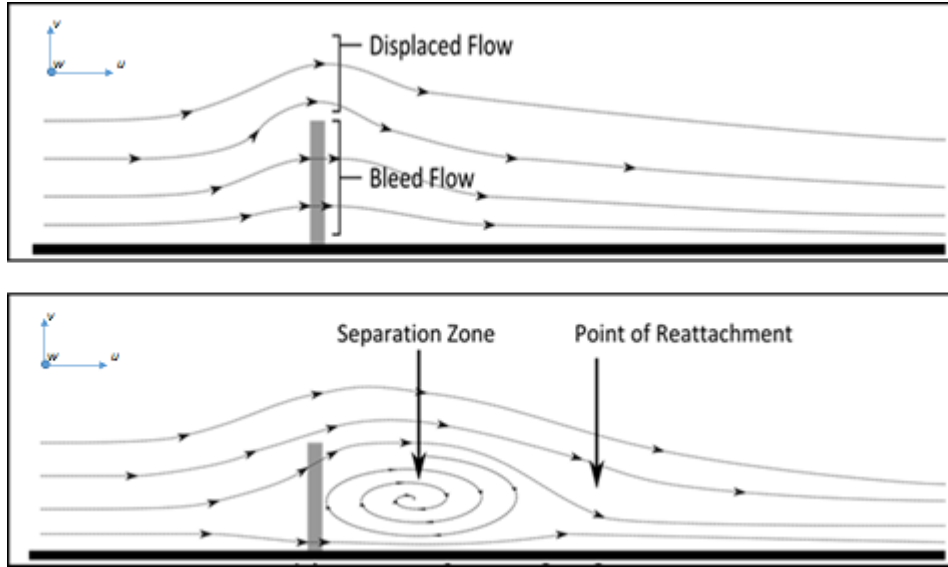 v
Displaced Flow
w
u
Bleed Flow
v
Separation Zone
Point of Reattachment
w
u